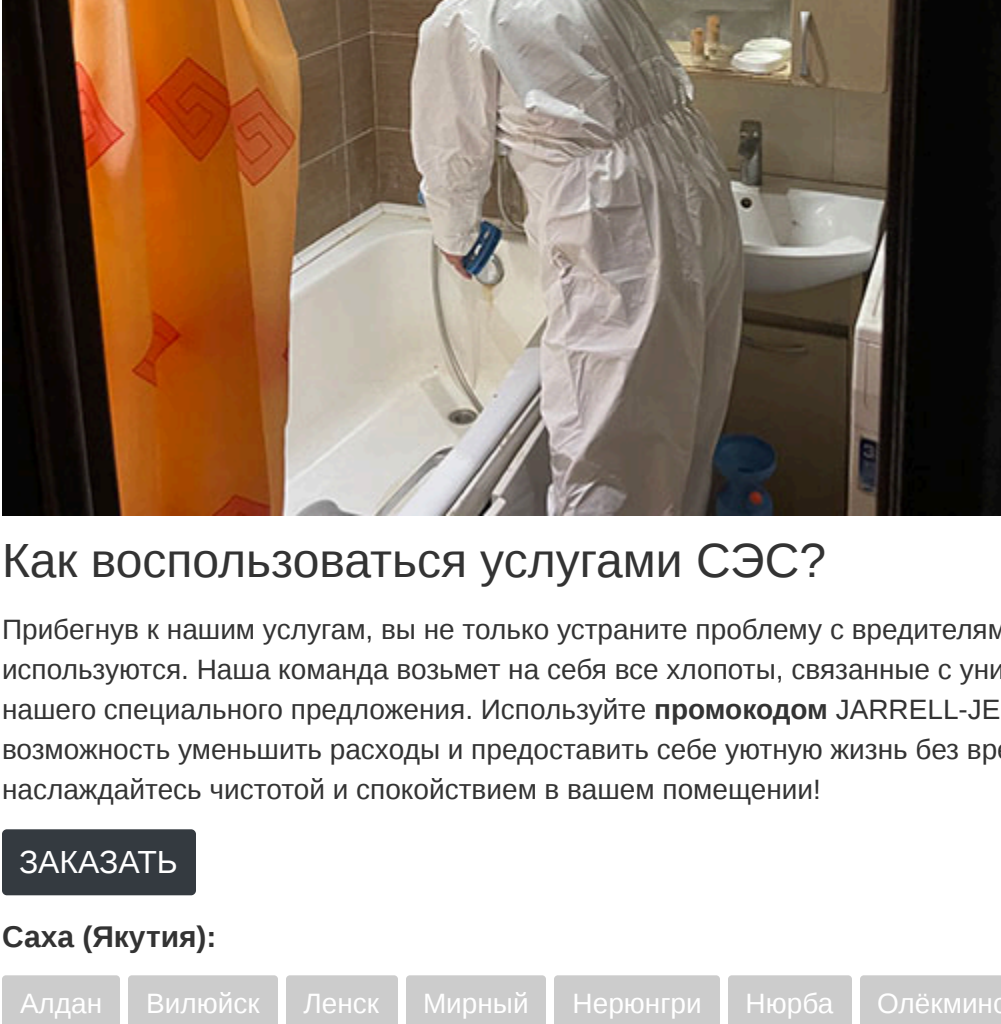 Как воспользоваться услугами СЭС?
Прибегнув к нашим услугам, вы не только устраните проблему с вредителям
используются. Наша команда возьмет на себя все хлопоты, связанные с уни
нашего специального предложения. Используйте промокодом JARRELL-JE
возможность уменьшить расходы и предоставить себе уютную жизнь без вре
наслаждайтесь чистотой и спокойствием в вашем помещении!
ЗАКАЗАТЬ
Саха (Якутия):
Алдан Вилюйск Ленск Мирный Нерюнгри Нюрба Олёкминс